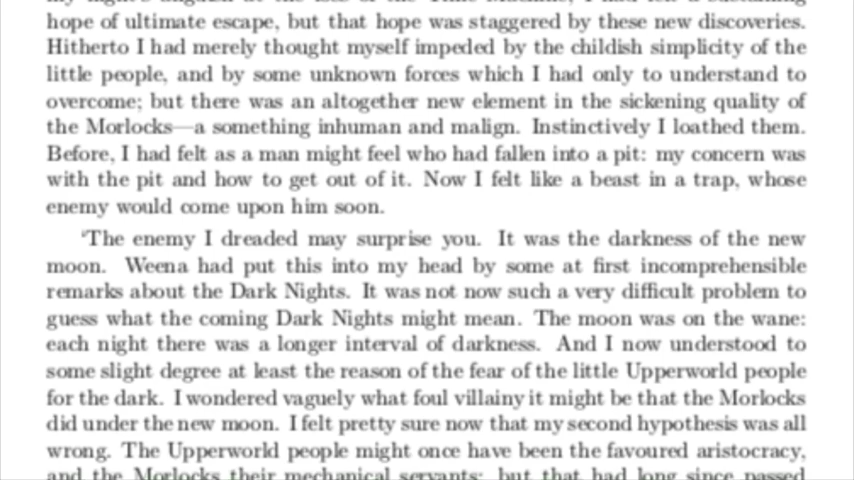 hope of ultimate escape, but that hope was staggered by these new discoveries.
Hitherto I had merely thought myself impeded by the childish simplicity of the
little people, and by some unknown forces which I had only to understand to
overcome; but there was an altogether new element in the sickening quality of
the Morlocks—a something inhuman and malign. Instinctively I loathed them.
Before, I had felt as a man might feel who had fallen into a pit: my concern was
with the pit and how to get out of it. Now I felt like a beast in a trap, whose
enemy would come upon him soon.
‘The enemy I dreaded may surprise you. It was the darkness of the new
moon. Weena had put this into my head by some at first incomprehensible
remarks about the Dark Nights. It was not now such a very difficult problem to
guess what the coming Dark Nights might mean. The moon was on the wane:
each night there was a longer interval of darkness. And I now understood to
some slight degree at least the reason of the fear of the little Upperworld people
for the dark. I wondered vaguely what foul villainy it might be that the Morlocks
did under the new moon. I felt pretty sure now that my second hypothesis was all
wrong. The Upperworld people might once have been the favoured aristocracy,
and the Morlocks their mechanical servants; but that had long since passed